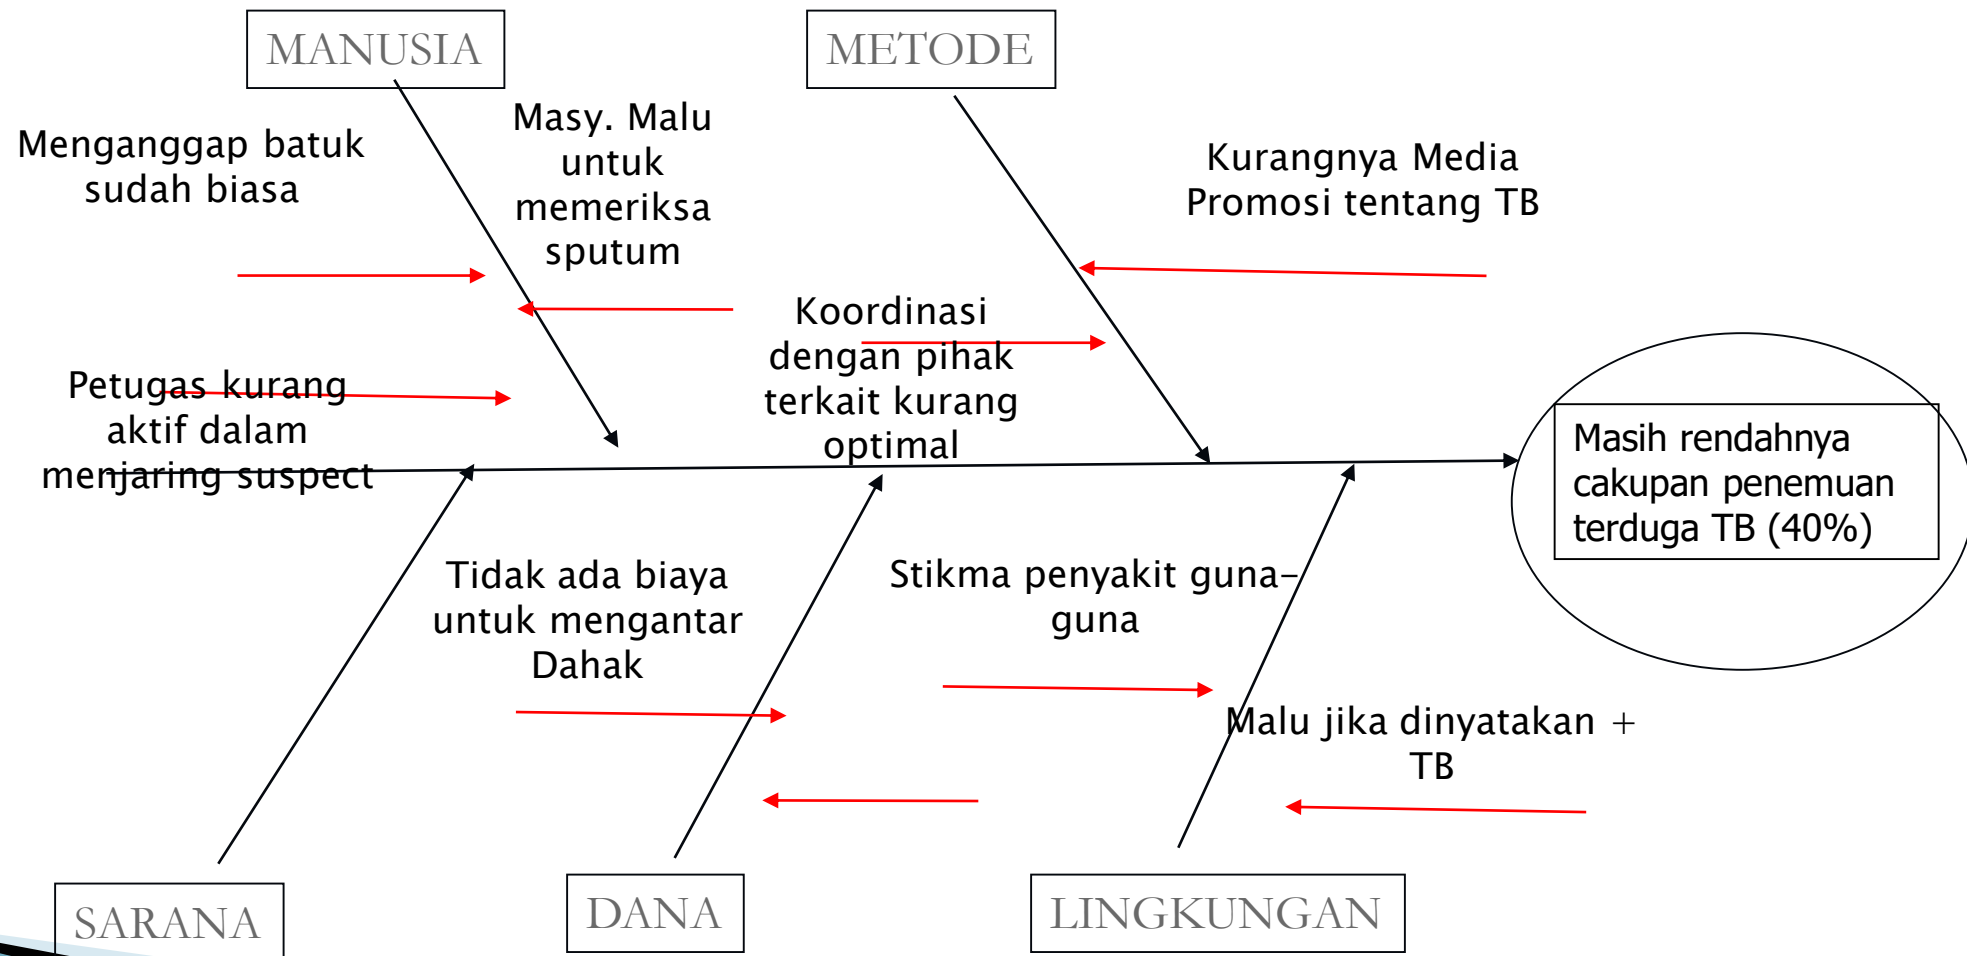 MANUSIA
METODE
Menganggap batuk
sudah biasa
Masy. Malu
untuk
memeriksa
sputum
Kurangnya Media
Promosi tentang TB
Koordinasi
dengan pihak
terkait kurang
optimal
Petugas kurang
aktif dalam
menjaring suspect
Masih rendahnya
cakupan penemuan
terduga TB (40%)
Tidak ada biaya
untuk mengantar
Dahak
Stikma penyakit guna-
guna
Malu jika dinyatakan +
TB
SARANA
DANA
LINGKUNGAN